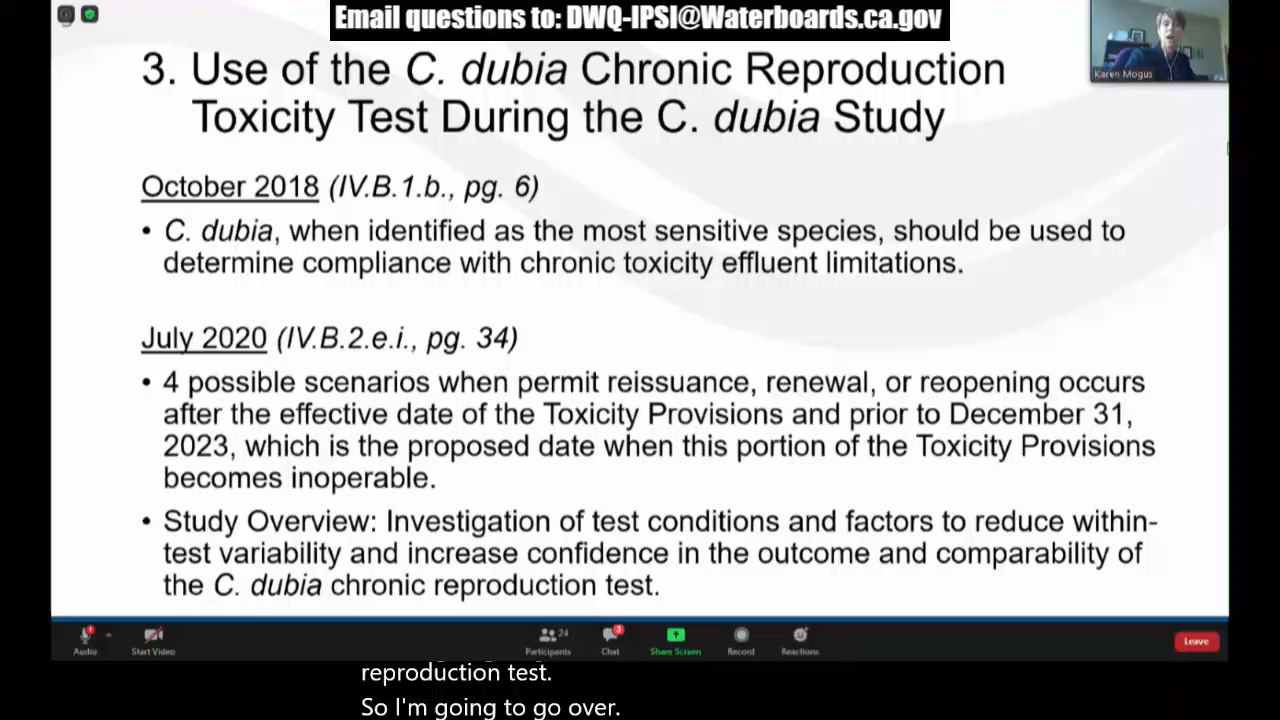 Email questions to: DWQ-IPSI@Waterboards.ca.gov
Karen Mogus
3. Use of the C. dubia Chronic Reproduction
Toxicity Test During the C. dubia Study
October 2018 (IV.B.1.b., pg. 6)
• C. dubia, when identified as the most sensitive species, should be used to
determine compliance with chronic toxicity effluent limitations.
July 2020 (IV.B.2.e.i., pg. 34)
• 4 possible scenarios when permit reissuance, renewal, or reopening occurs
after the effective date of the Toxicity Provisions and prior to December 31,
2023, which is the proposed date when this portion of the Toxicity Provisions
becomes inoperable.
• Study Overview: Investigation of test conditions and factors to reduce within-
test variability and increase confidence in the outcome and comparability of
the C. dubia chronic reproduction test.
Audio
Start Video
24
Participants
3
Chat
Share Screen
Record
Reactions
Leave
reproduction test.
So I'm going to go over.